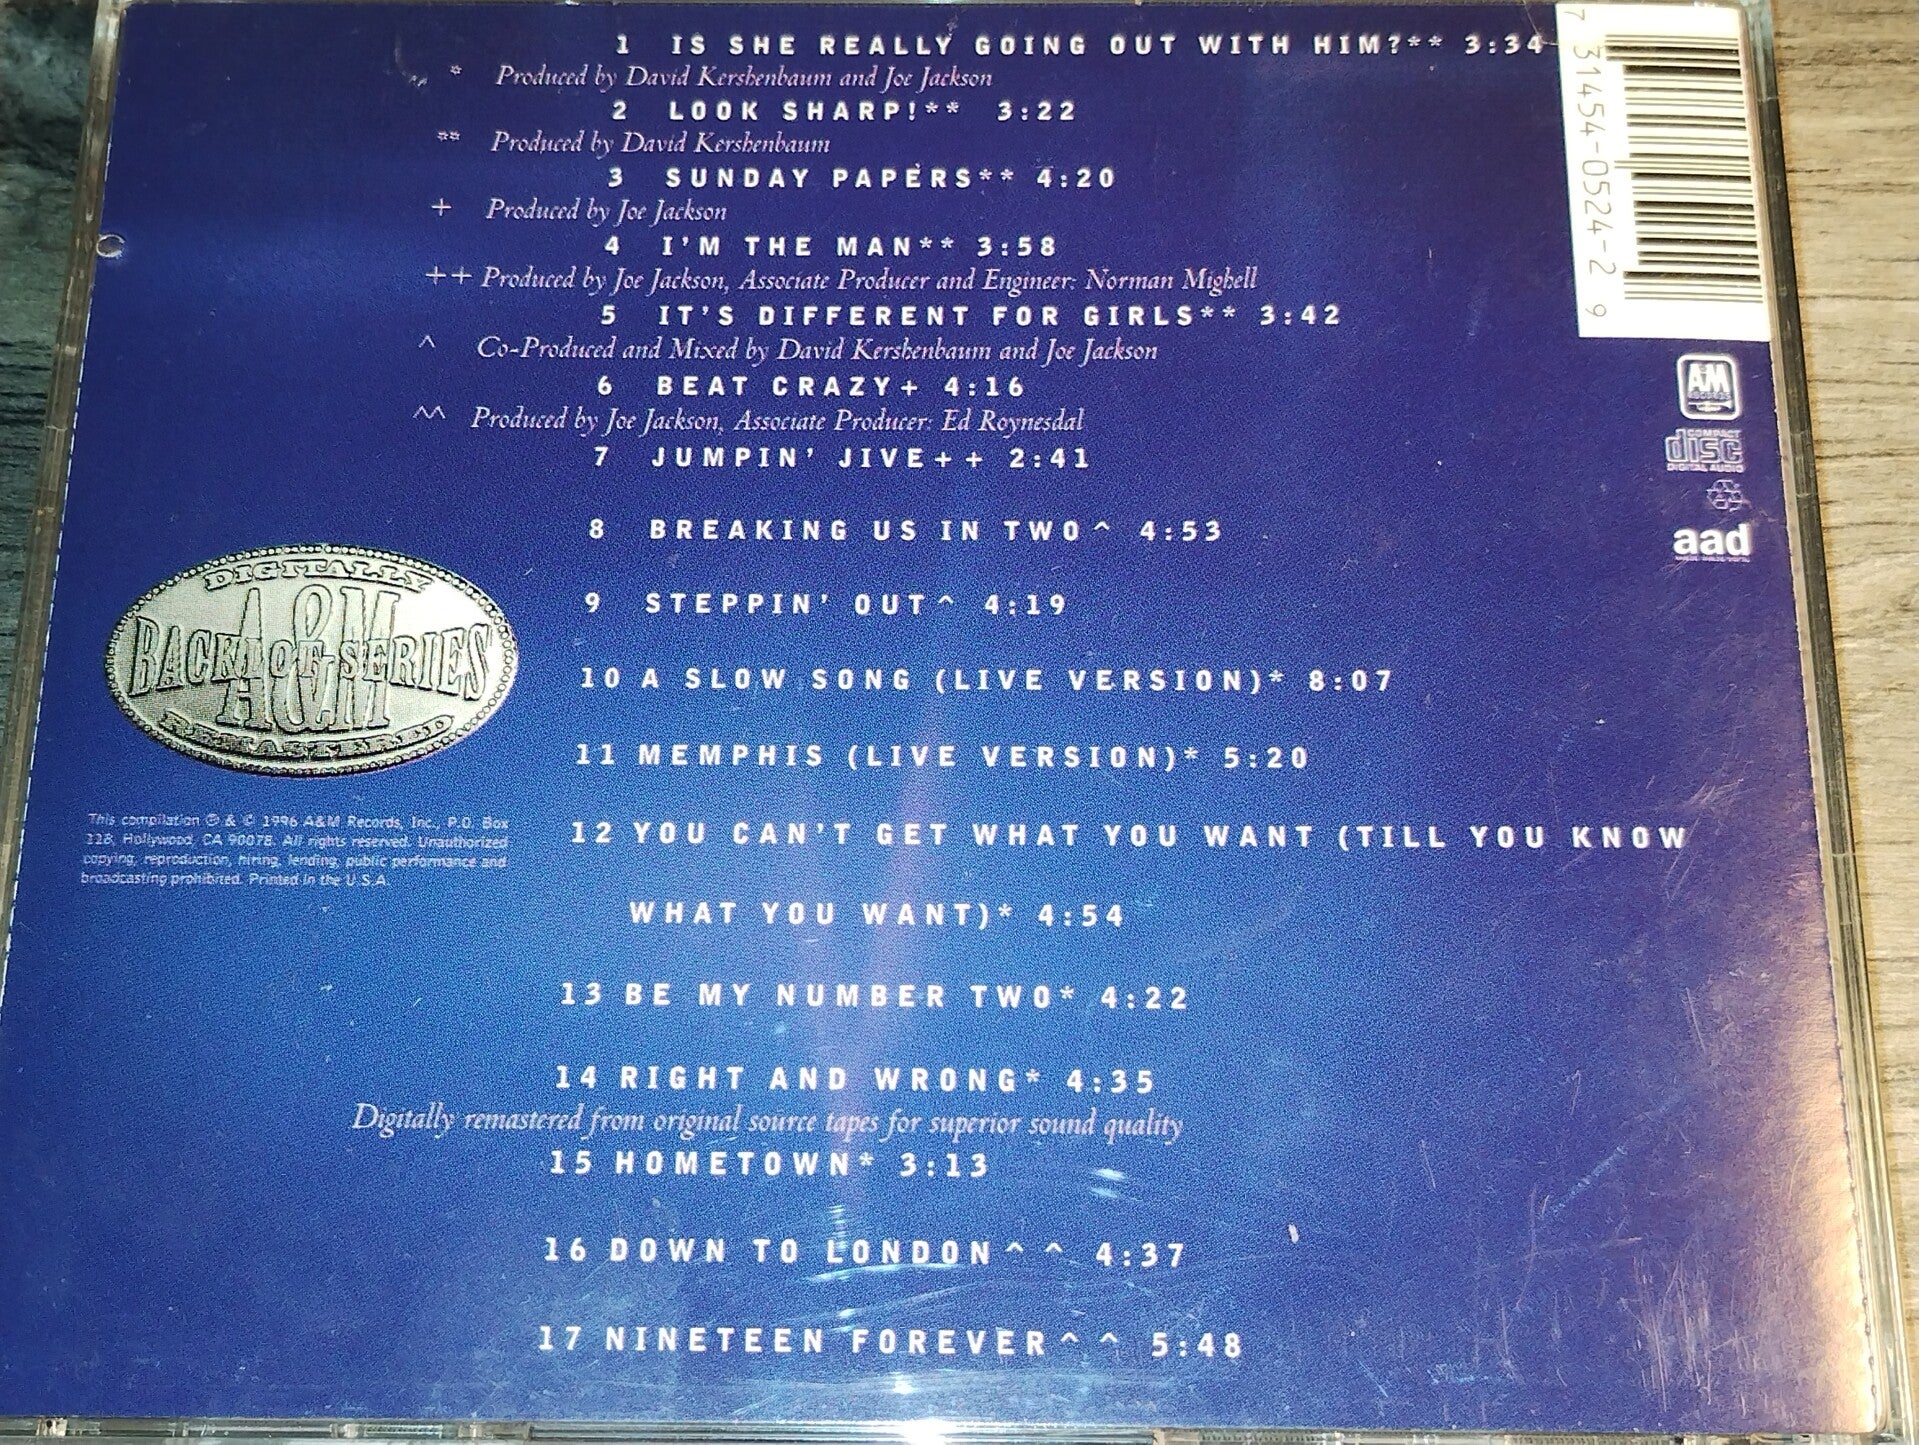 1 IS SHE REALLY GOING OUT WITH HIM?** 3:34
* Produced by David Kershenbaum and Joe Jackson
2 LOOK SHARP!** 3:22
** Produced by David Kershenbaum
3 SUNDAY PAPERS** 4:20
+ Produced by Joe Jackson
4 I'M THE MAN** 3:58
++ Produced by Joe Jackson, Associate Producer and Engineer: Norman Mighell
5 IT'S DIFFERENT FOR GIRLS** 3:42
^ Co-Produced and Mixed by David Kershenbaum and Joe Jackson
6 BEAT CRAZY+ 4:16
^^ Produced by Joe Jackson, Associate Producer: Ed Roynesdal
7 JUMPIN' JIVE++ 2:41
8 BREAKING US IN TWO^ 4:53
9 STEPPIN' OUT^ 4:19
10 A SLOW SONG (LIVE VERSION)* 8:07
11 MEMPHIS (LIVE VERSION)* 5:20
12 YOU CAN'T GET WHAT YOU WANT (TILL YOU KNOW
WHAT YOU WANT)* 4:54
13 BE MY NUMBER TWO* 4:22
14 RIGHT AND WRONG* 4:35
Digitally remastered from original source tapes for superior sound quality
15 HOMETOWN* 3:13
16 DOWN TO LONDON^^ 4:37
17 NINETEEN FOREVER^^ 5:48
DIGITALLY
A&M
BACKLOT SERIES
A&M
REMASTERED
This compilation ℗ & © 1996 A&M Records, Inc., P.O. Box
118, Hollywood, CA 90078. All rights reserved. Unauthorized
copying, reproduction, hiring, lending, public performance and
broadcasting prohibited. Printed in the U.S.A.
7 31454-0524-2 9
A&M
RECORDS
COMPACT
disc
DIGITAL AUDIO
aad